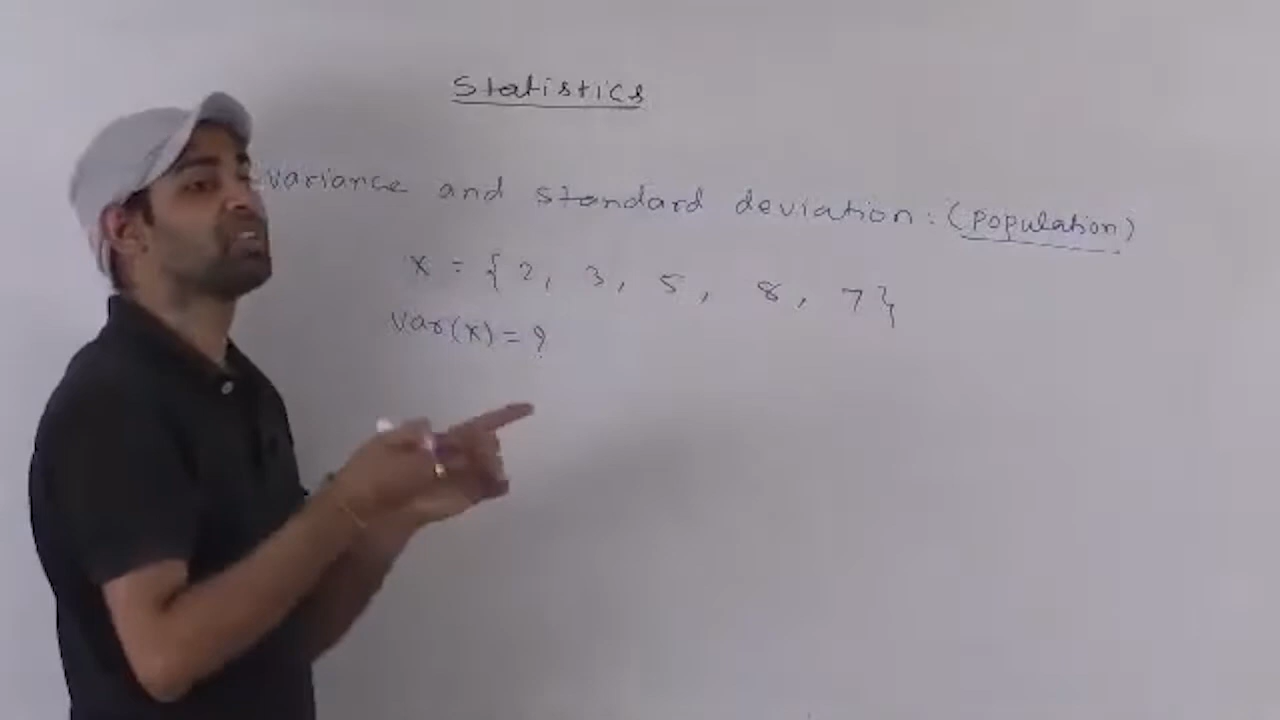 Statistics
variance and standard deviation: (population)
x = { 2, 3, 5, 8, 7 }
var(x) = ?